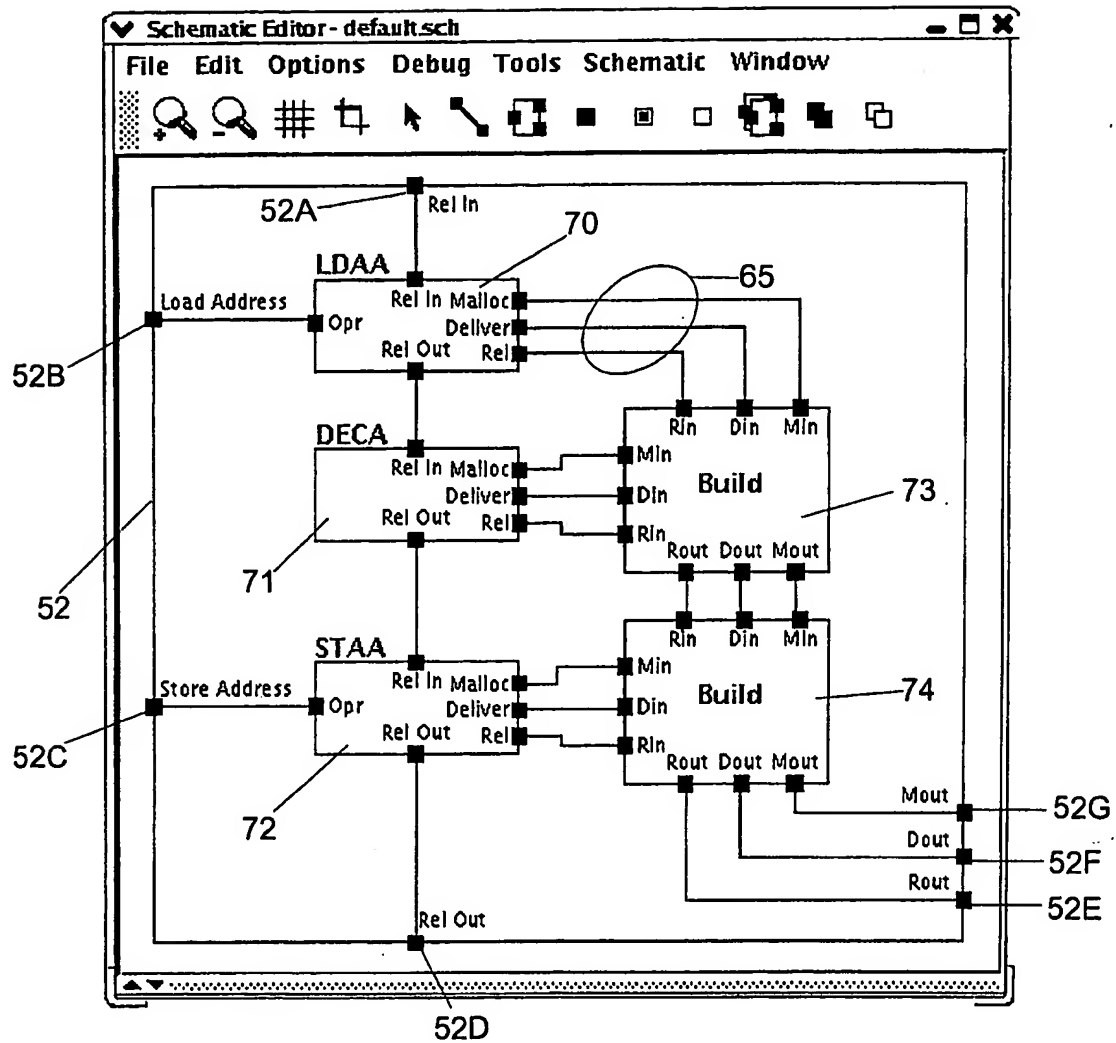 Schematic Editor - default.sch
File Edit Options Debug Tools Schematic Window
52A
Rel In
70
65
LDAA
Load Address
Rel In Malloc
Opr
Deliver
Rel Out
Rel
52B
Rin Din Min
DECA
Rel In Malloc
Min
Build
Deliver
Din
73
Rel Out
Rel
Rin
71
Rout Dout Mout
52
Rin Din Min
STAA
Rel In Malloc
Min
Build
74
Store Address
Opr
Deliver
Din
Rel Out
Rel
Rin
52C
Rout Dout Mout
72
Mout
52G
Dout
52F
Rout
52E
Rel Out
52D